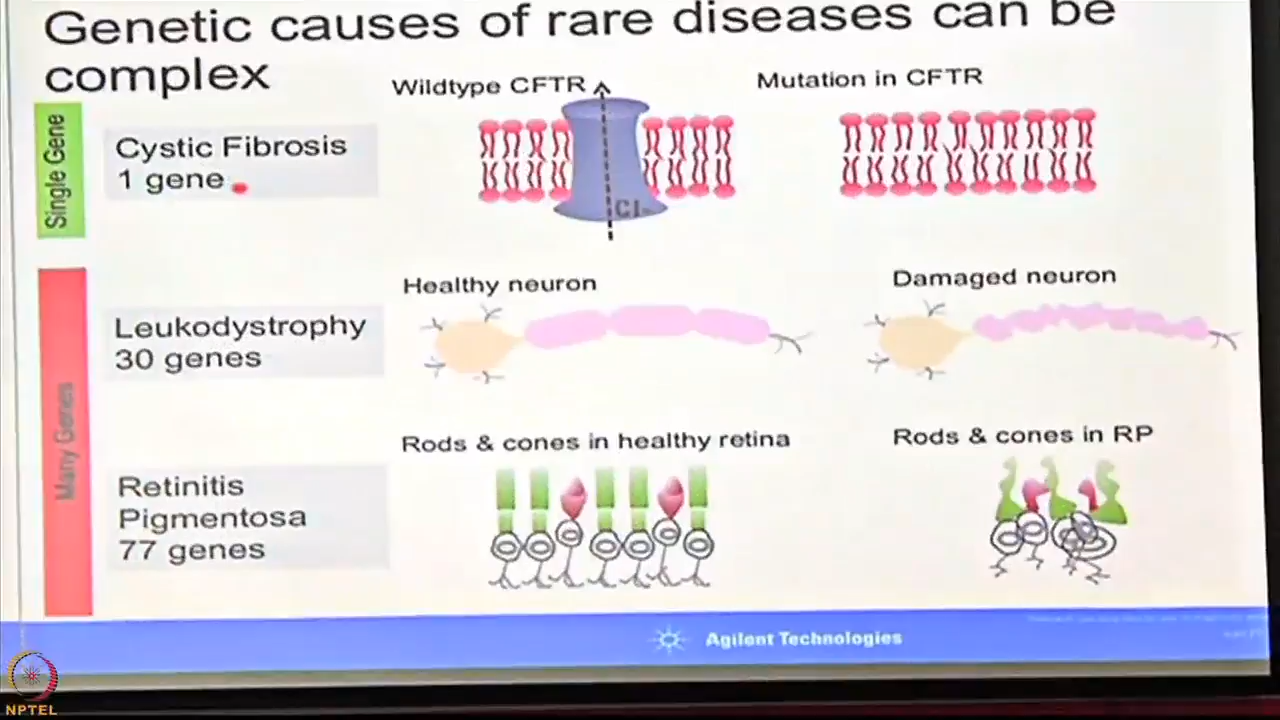 Genetic causes of rare diseases can be
complex
Single Gene
Cystic Fibrosis
1 gene
Wildtype CFTR
Mutation in CFTR
Cl-
Many Genes
Leukodystrophy
30 genes
Healthy neuron
Damaged neuron
Retinitis
Pigmentosa
77 genes
Rods & cones in healthy retina
Rods & cones in RP
Agilent Technologies
NPTEL